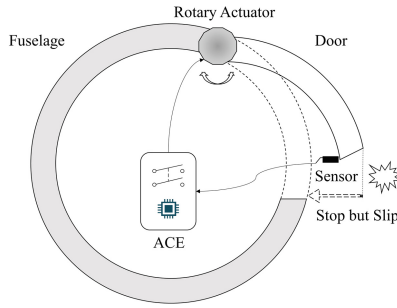 Rotary Actuator
Fuselage
Door
Sensor
Stop but Slip
ACE